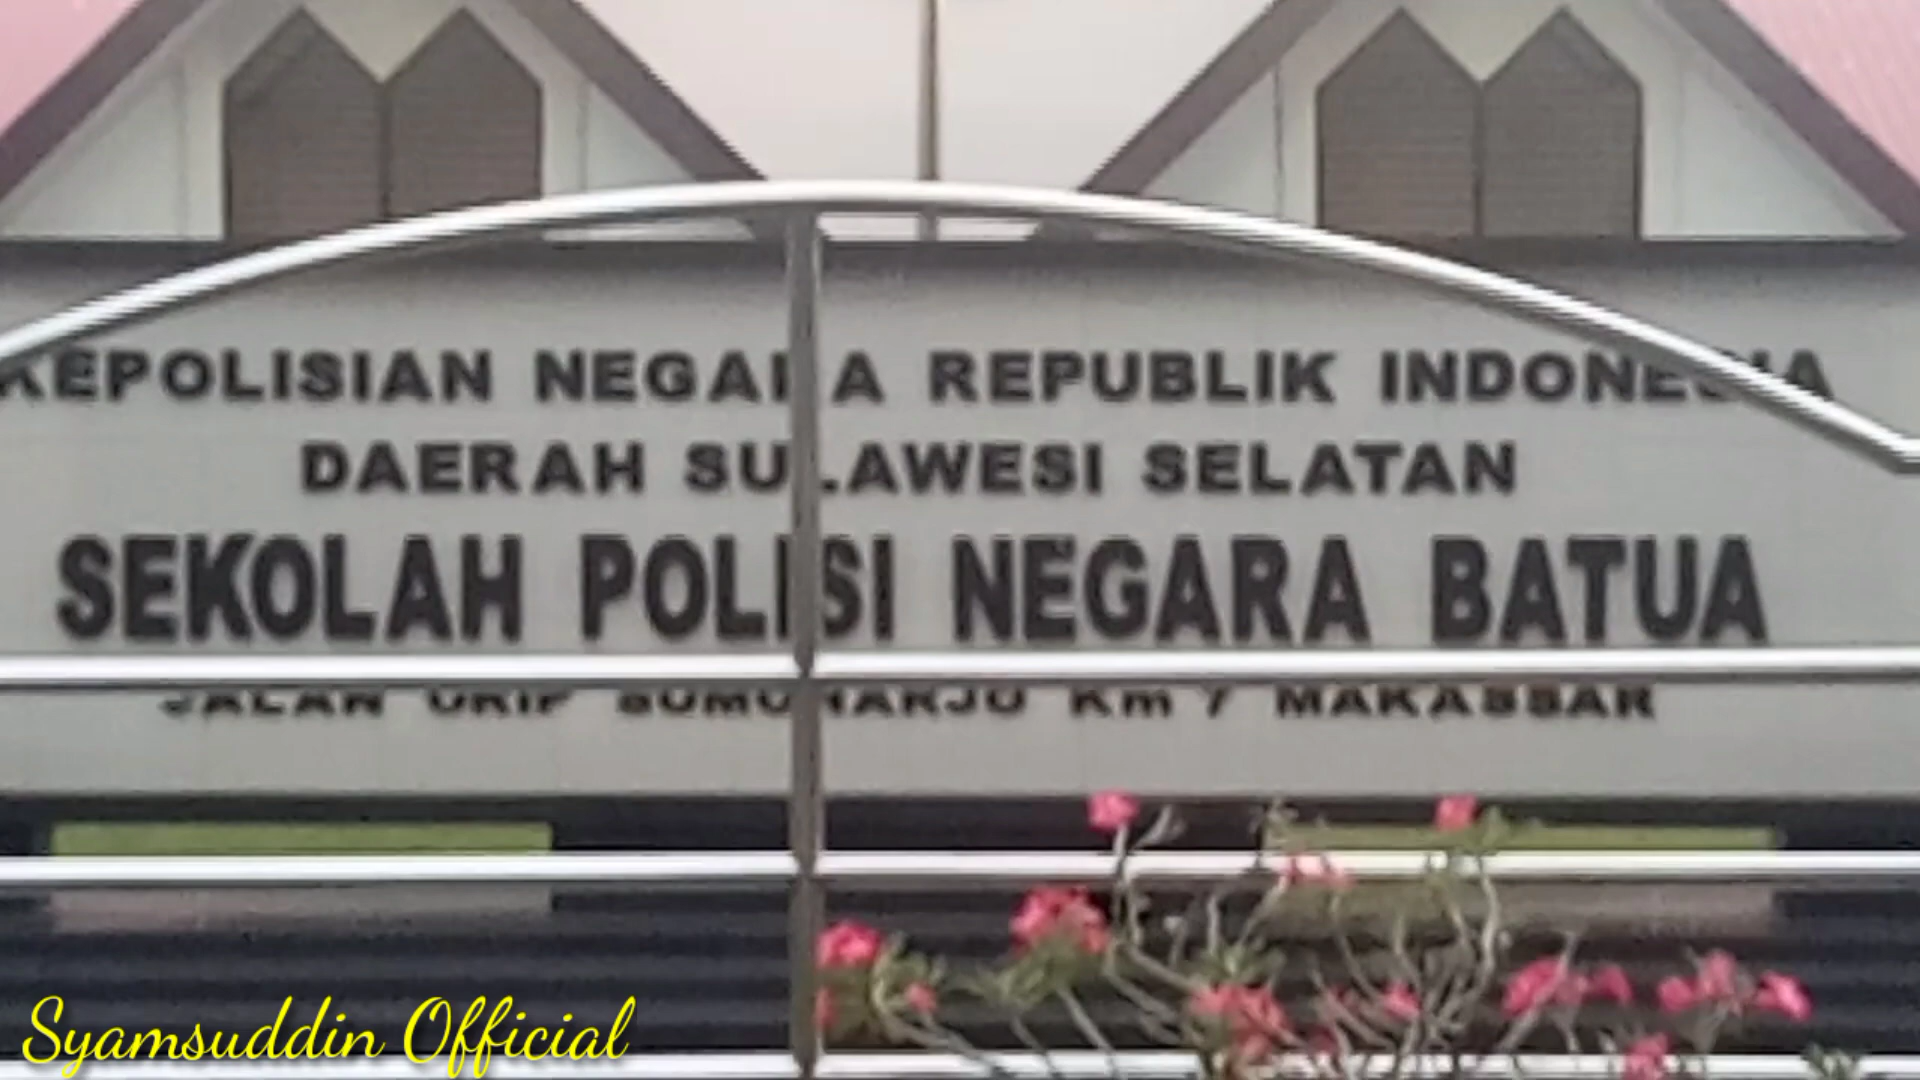 KEPOLISIAN NEGARA REPUBLIK INDONESIA
DAERAH SULAWESI SELATAN
SEKOLAH POLISI NEGARA BATUA
JALAN URIP SUMOHARJO Km 7 MAKASSAR
Syamsuddin Official